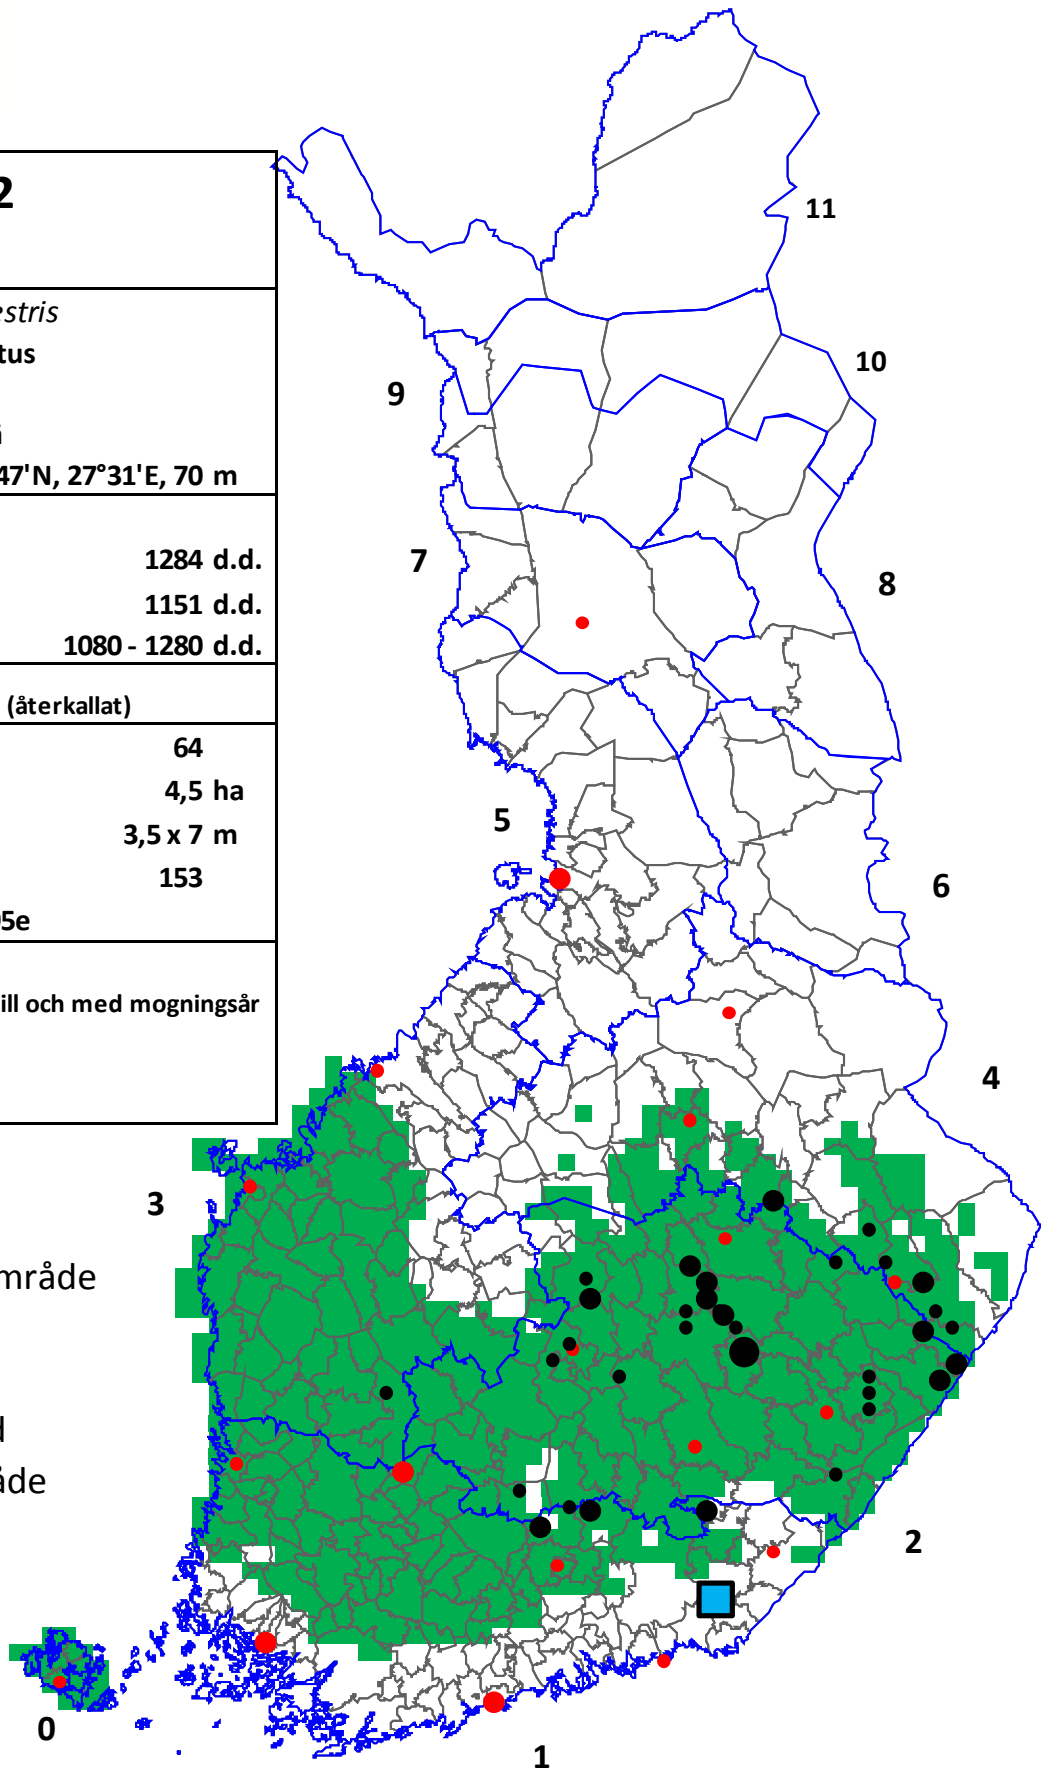 2
estris
tus
47'N, 27°31'E, 70 m
1284 d.d.
1151 d.d.
1080 - 1280 d.d.
(återkallat)
64
4,5 ha
3,5 x 7 m
153
05e
ill och med mogningsår
11
10
9
7
8
5
6
4
3
område
d
åde
2
0
1